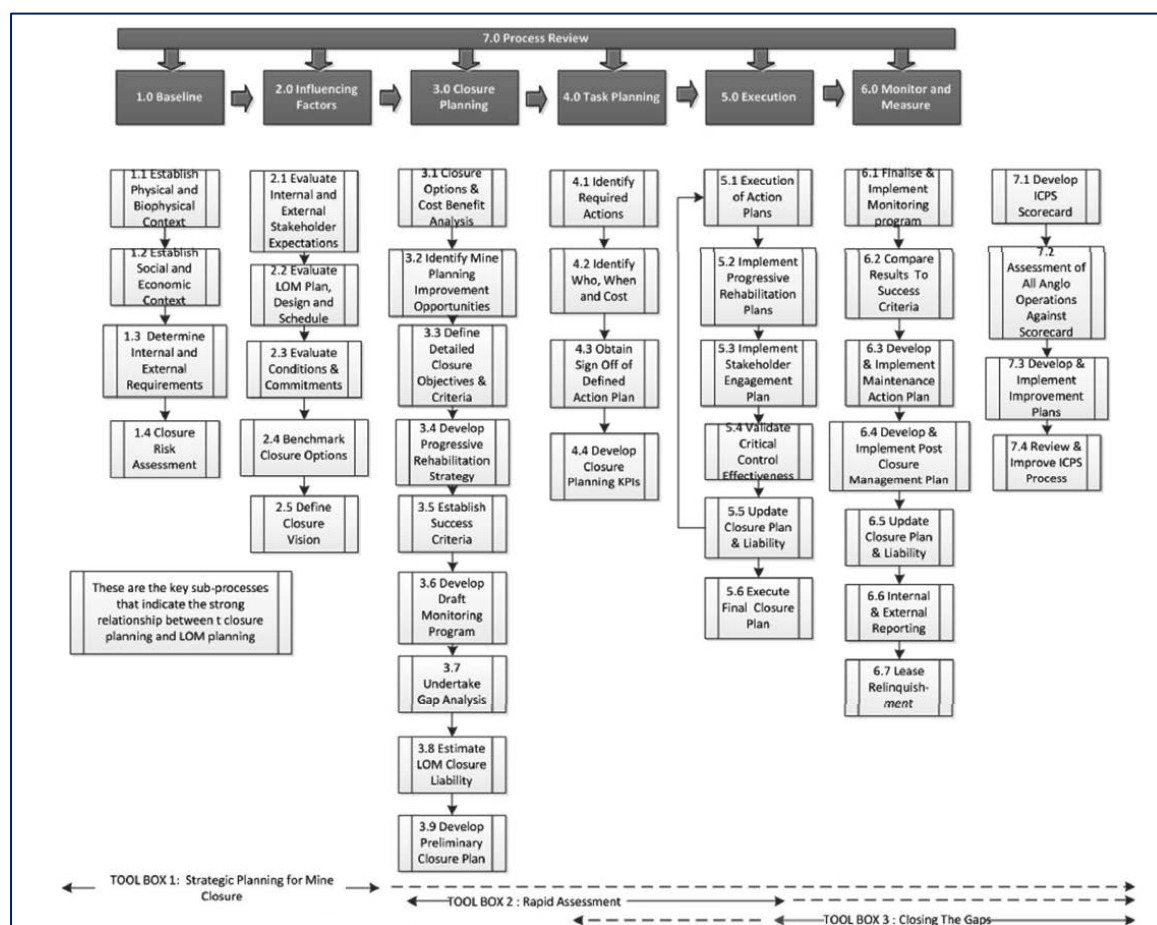 7.0 Process Review
1.0 Baseline
2.0 Influencing
Factors
3.0 Closure
Planning
4.0 Task Planning
5.0 Execution
6.0 Monitor and
Measure
1.1 Establish
Physical and
Biophysical
Context
1.2 Establish
Social and
Economic
Context
1.3 Determine
Internal and
External
Requirements
1.4 Closure
Risk
Assessment
2.1 Evaluate
Internal and
External
Stakeholder
Expectations
2.2 Evaluate
LOM Plan,
Design and
Schedule
2.3 Evaluate
Conditions &
Commitments
2.4 Benchmark
Closure Options
2.5 Define
Closure
Vision
3.1 Closure
Options &
Cost Benefit
Analysis
3.2 Identify Mine
Planning
Improvement
Opportunities
3.3 Define
Detailed
Closure
Objectives &
Criteria
3.4 Develop
Progressive
Rehabilitation
Strategy
3.5 Establish
Success
Criteria
3.6 Develop
Draft
Monitoring
Program
3.7
Undertake
Gap Analysis
3.8 Estimate
LOM Closure
Liability
3.9 Develop
Preliminary
Closure Plan
4.1 Identify
Required
Actions
4.2 Identify
Who, When
and Cost
4.3 Obtain
Sign Off of
Defined
Action Plan
4.4 Develop
Closure
Planning KPIs
5.1 Execution
of Action
Plans
5.2 Implement
Progressive
Rehabilitation
Plans
5.3 Implement
Stakeholder
Engagement
Plan
5.4 Validate
Critical
Control
Effectiveness
5.5 Update
Closure Plan
& Liability
5.6 Execute
Final Closure
Plan
6.1 Finalise &
Implement
Monitoring
program
6.2 Compare
Results To
Success
Criteria
6.3 Develop
& Implement
Maintenance
Action Plan
6.4 Develop &
Implement Post
Closure
Management Plan
6.5 Update
Closure Plan
& Liability
6.6 Internal
& External
Reporting
6.7 Lease
Relinquish-
ment
7.1 Develop
ICPS
Scorecard
7.2
Assessment of
All Anglo
Operations
Against
Scorecard
7.3 Develop &
Implement
Improvement
Plans
7.4 Review &
Improve ICPS
Process
These are the key sub-processes
that indicate the strong
relationship between t closure
planning and LOM planning
TOOL BOX 1: Strategic Planning for Mine
Closure
TOOL BOX 2 : Rapid Assessment
TOOL BOX 3 : Closing The Gaps